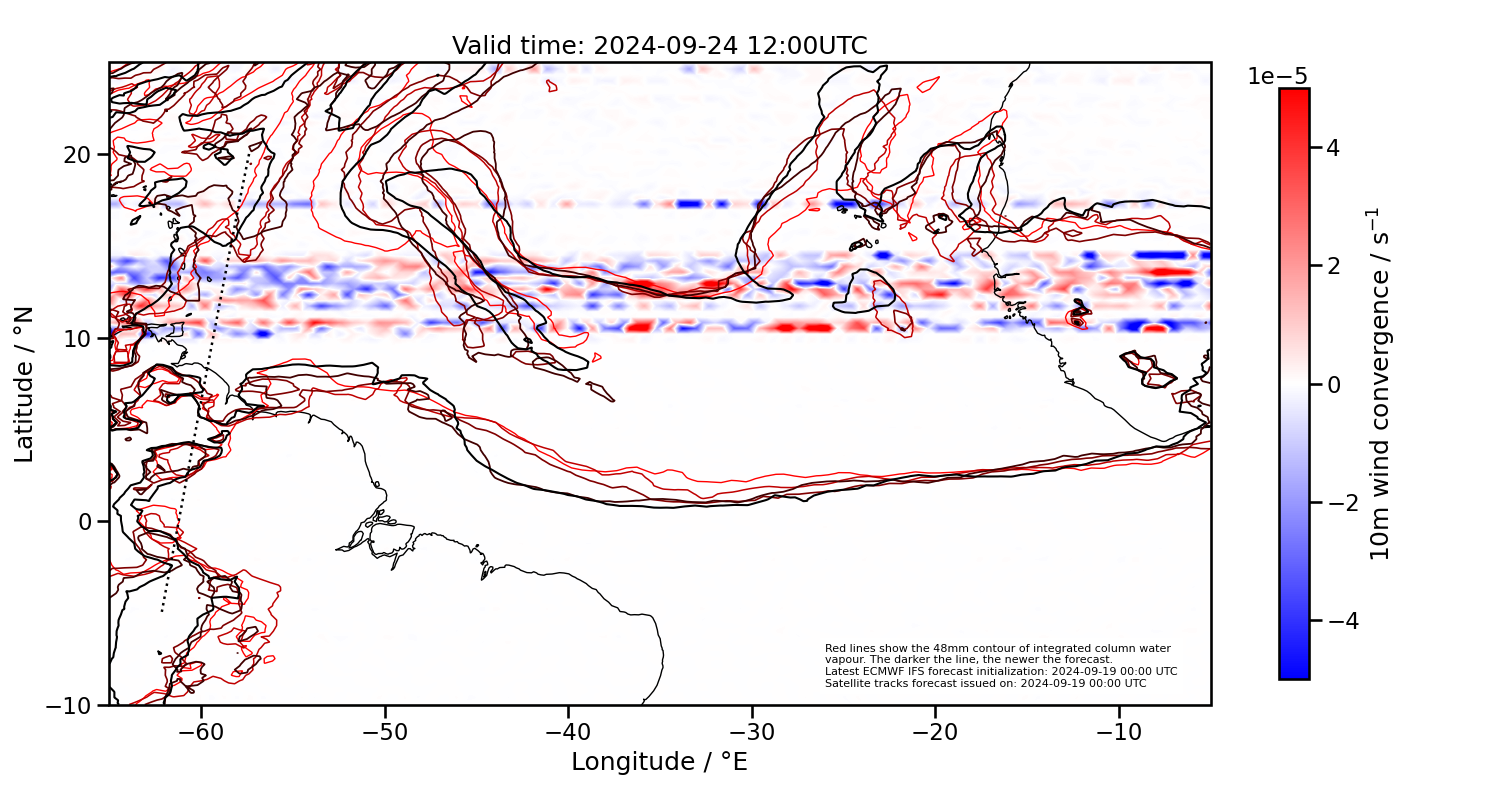 Valid time: 2024-09-24 12:00UTC
1e−5
20
10
0
−10
Latitude / °N
−60
−50
−40
−30
−20
−10
Longitude / °E
4
2
0
−2
−4
10m wind convergence / s−1
Red lines show the 48mm contour of integrated column water
vapour. The darker the line, the newer the forecast.
Latest ECMWF IFS forecast initialization: 2024-09-19 00:00 UTC
Satellite tracks forecast issued on: 2024-09-19 00:00 UTC